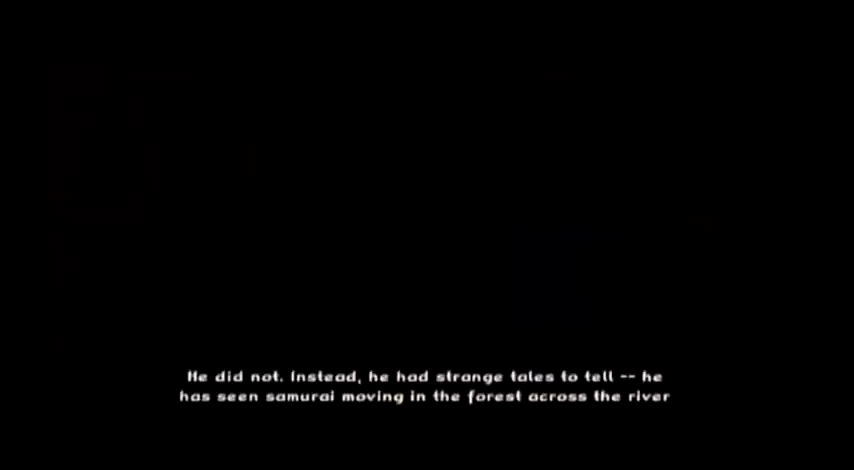 He did not. Instead, he had strange tales to tell -- he
has seen samurai moving in the forest across the river